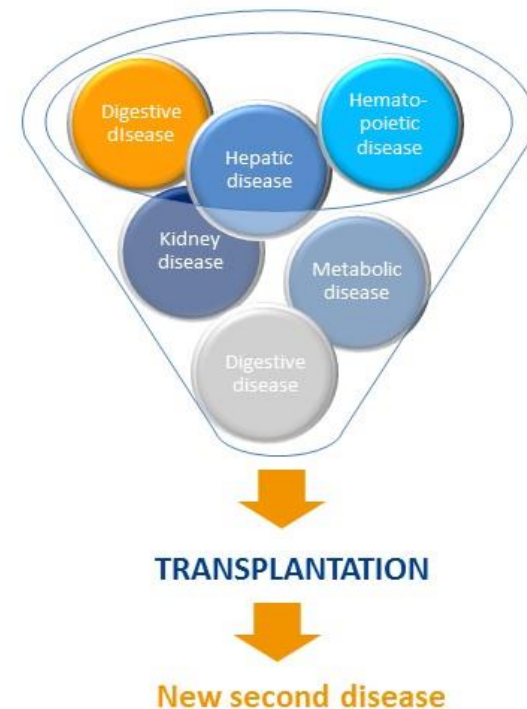 Digestive
disease
Hemato-
poietic
disease
Hepatic
disease
Kidney
disease
Metabolic
disease
Digestive
disease
TRANSPLANTATION
New second disease